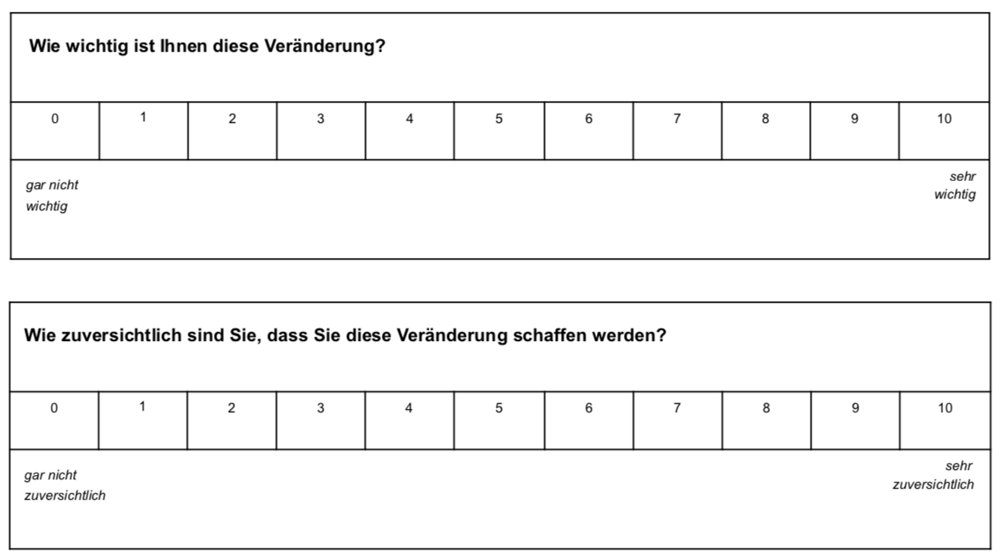 Wie wichtig ist Ihnen diese Veränderung?
0 1 2 3 4 5 6 7 8 9 10
gar nicht
wichtig
sehr
wichtig
Wie zuversichtlich sind Sie, dass Sie diese Veränderung schaffen werden?
0 1 2 3 4 5 6 7 8 9 10
gar nicht
zuversichtlich
sehr
zuversichtlich